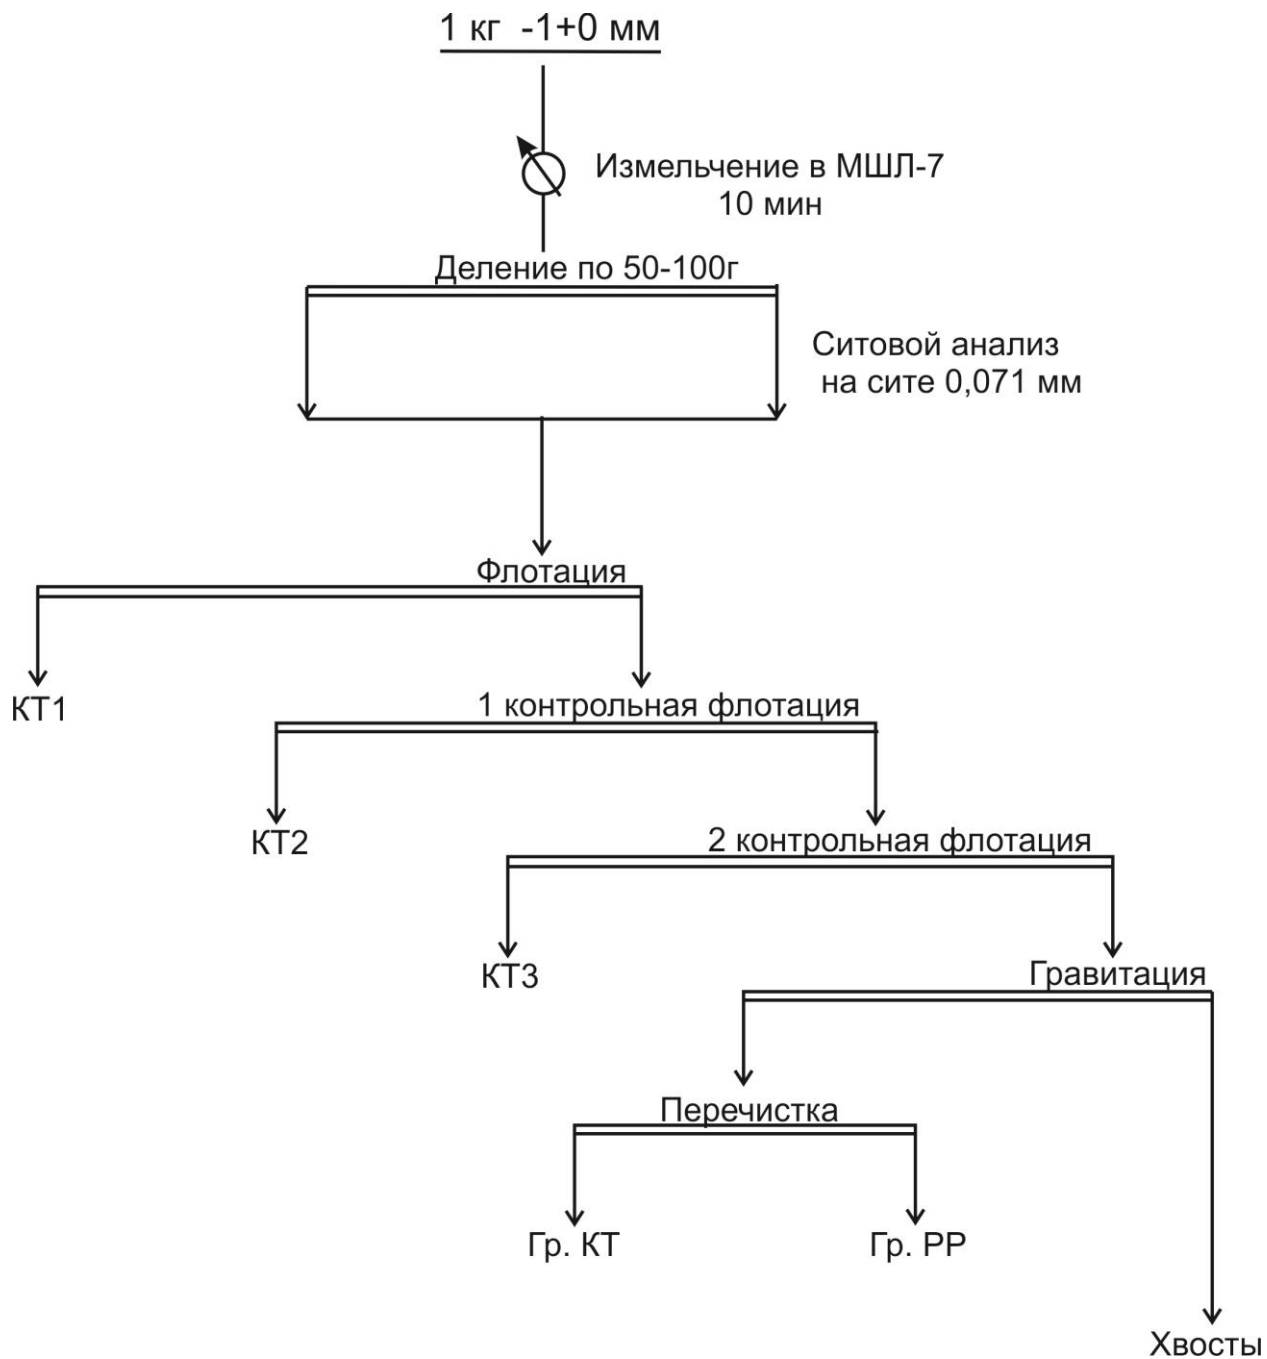 1 кг -1+0 мм
Измельчение в МШЛ-7
10 мин
Деление по 50-100г
Ситовой анализ
на сите 0,071 мм
Флотация
КТ1
1 контрольная флотация
КТ2
2 контрольная флотация
КТ3
Гравитация
Перечистка
Гр. КТ
Гр. РР
Хвосты